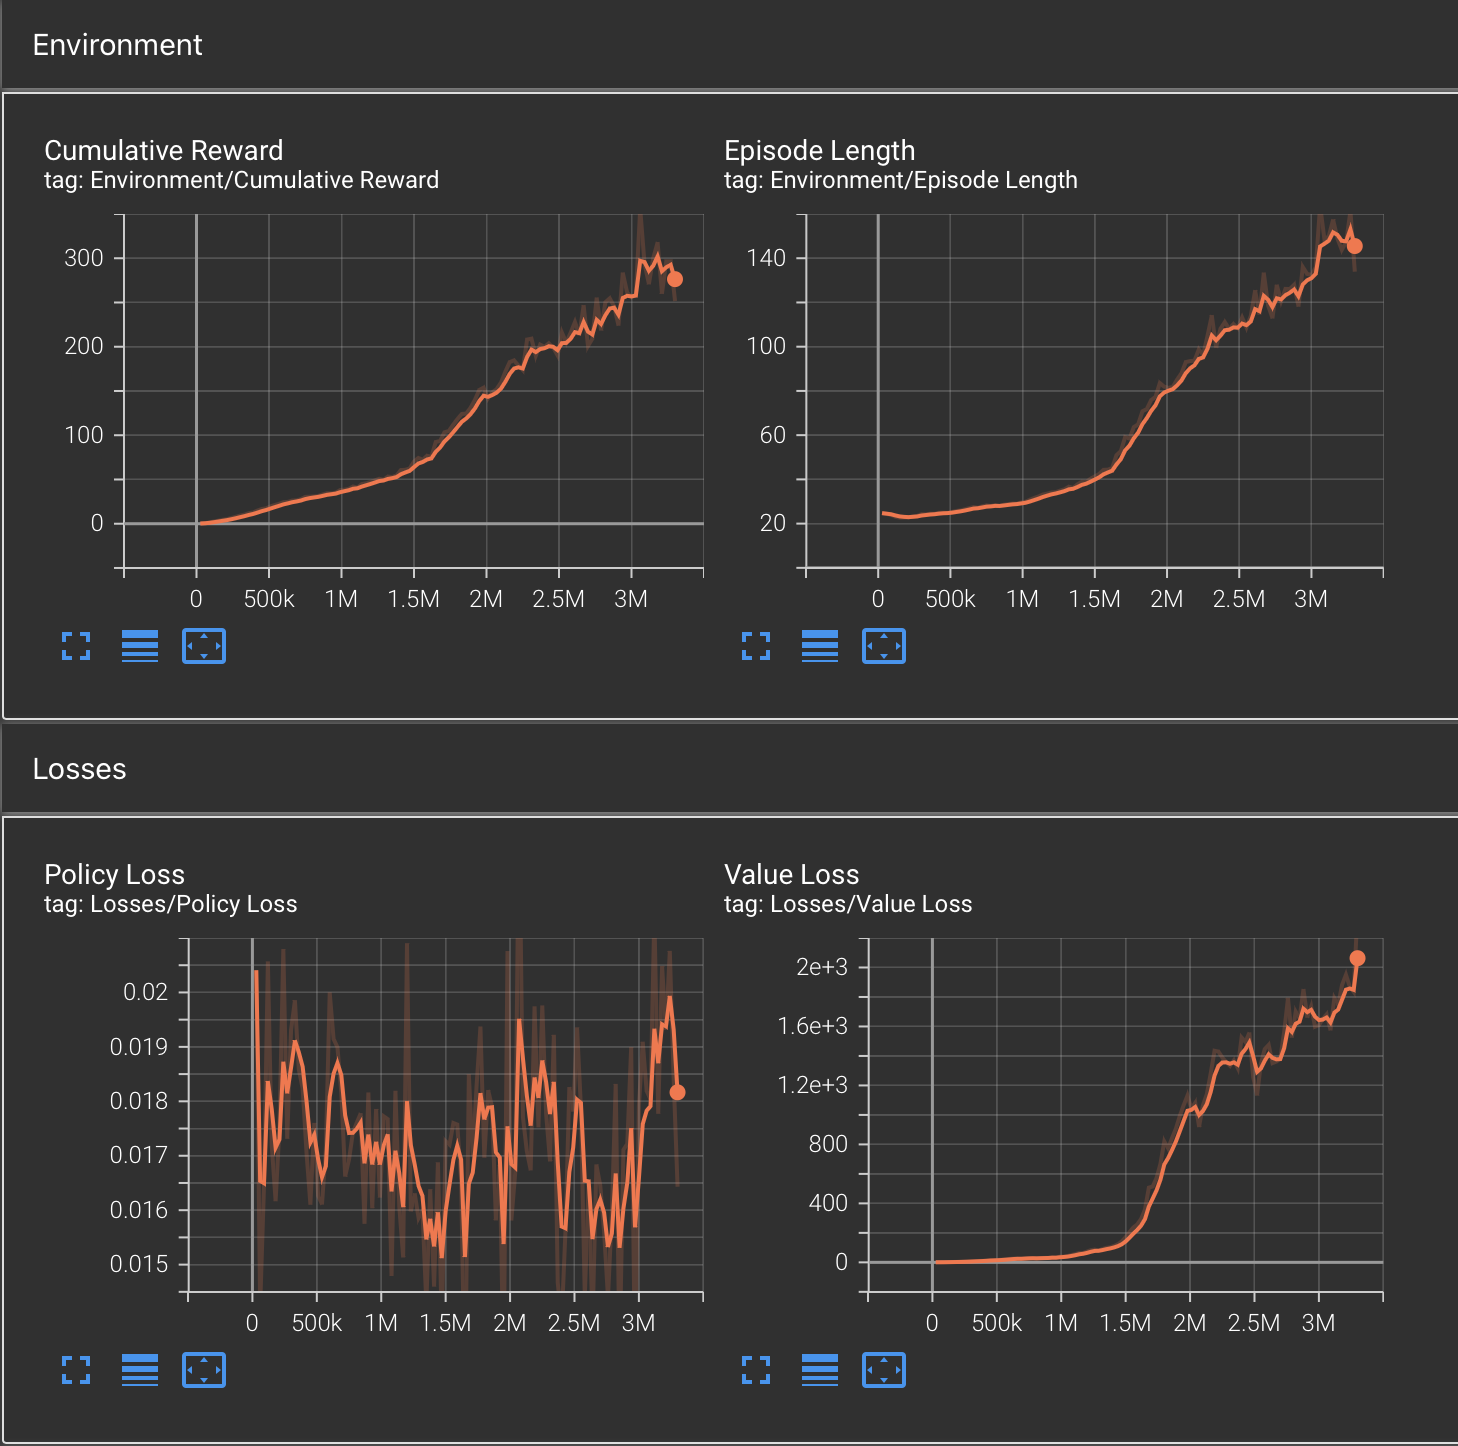 Environment
Cumulative Reward
tag: Environment/Cumulative Reward
300
200
100
0
0 500k 1M 1.5M 2M 2.5M 3M
Episode Length
tag: Environment/Episode Length
140
100
60
20
0 500k 1M 1.5M 2M 2.5M 3M
Losses
Policy Loss
tag: Losses/Policy Loss
0.02
0.019
0.018
0.017
0.016
0.015
0 500k 1M 1.5M 2M 2.5M 3M
Value Loss
tag: Losses/Value Loss
2e+3
1.6e+3
1.2e+3
800
400
0
0 500k 1M 1.5M 2M 2.5M 3M